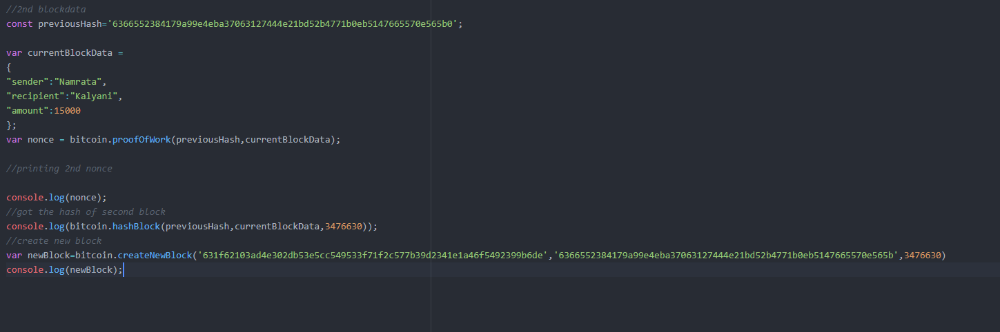 //2nd blockdata
const previousHash='6366552384179a99e4eba37063127444e21bd52b4771b0eb5147665570e565b0';
var currentBlockData =
{
"sender":"Namrata",
"recipient":"Kalyani",
"amount":15000
};
var nonce = bitcoin.proofOfWork(previousHash,currentBlockData);
//printing 2nd nonce
console.log(nonce);
//got the hash of second block
console.log(bitcoin.hashBlock(previousHash,currentBlockData,3476630));
//create new block
var newBlock=bitcoin.createNewBlock('631f62103ad4e302db53e5cc549533f71f2c577b39d2341e1a46f5492399b6de','6366552384179a99e4eba37063127444e21bd52b4771b0eb5147665570e565b',3476630)
console.log(newBlock);